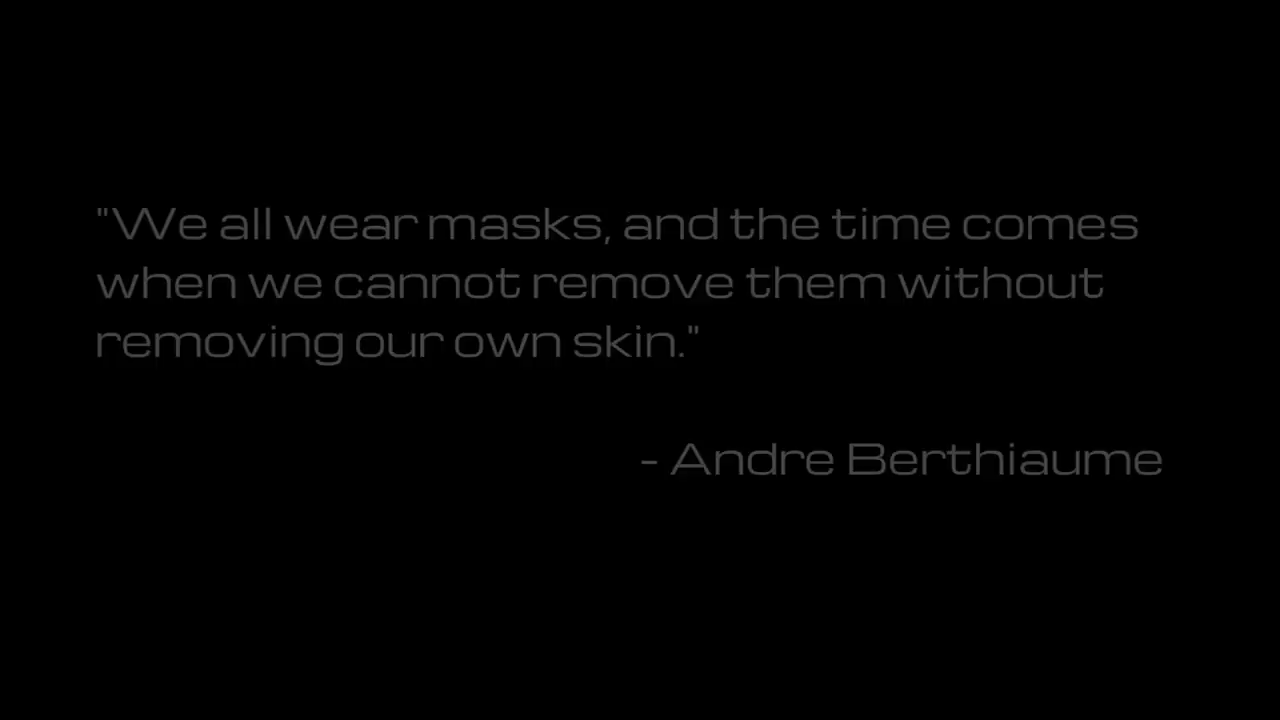 "We all wear masks, and the time comes
when we cannot remove them without
removing our own skin."
- Andre Berthiaume